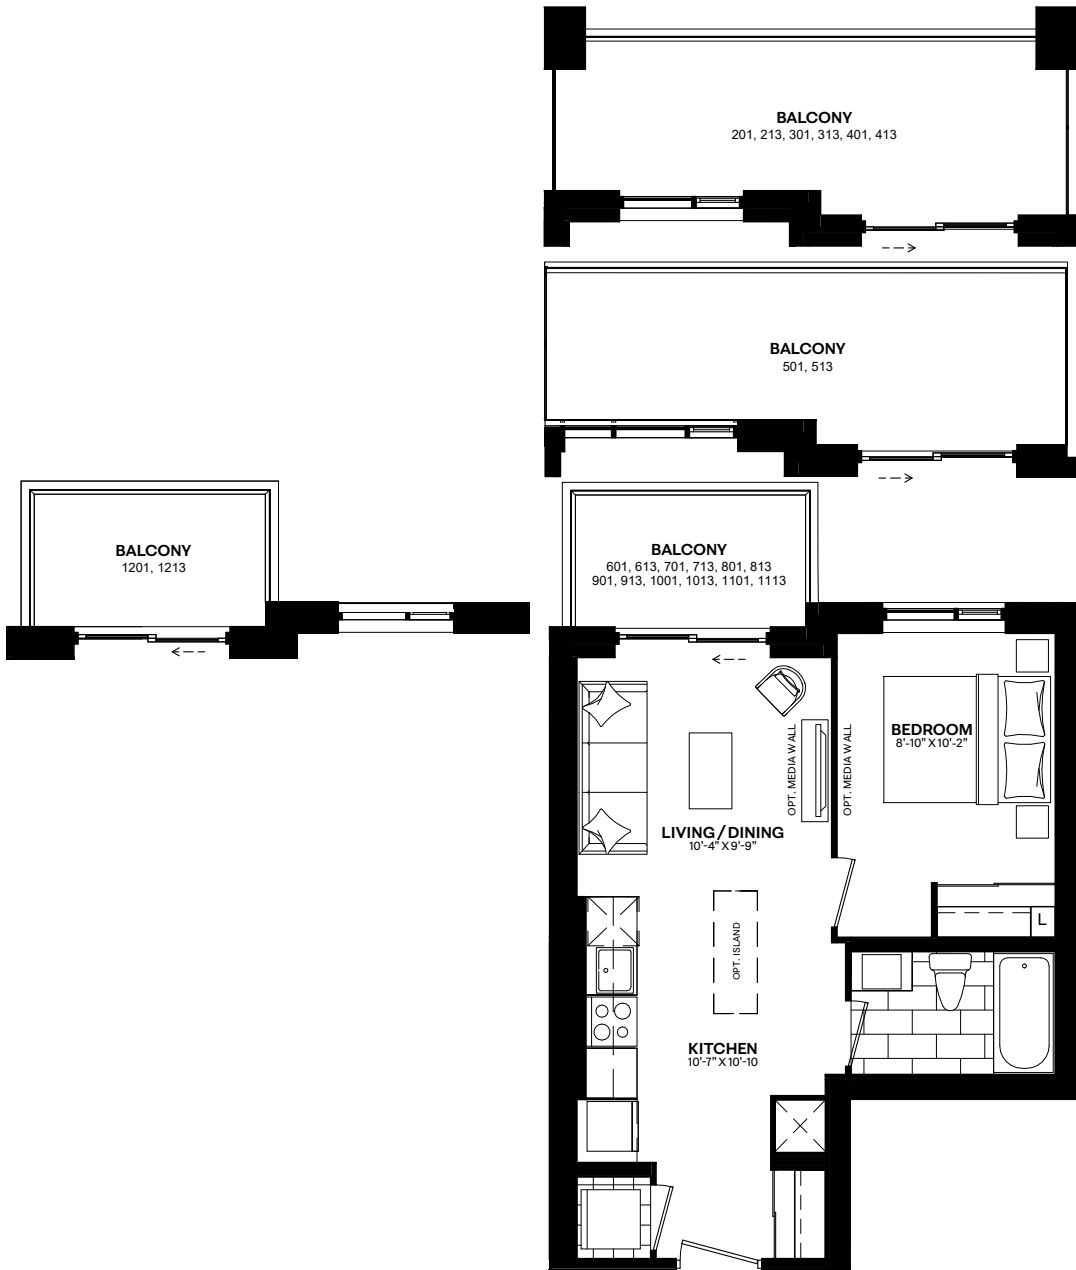 BALCONY
201, 213, 301, 313, 401, 413
BALCONY
501, 513
BALCONY
1201, 1213
BALCONY
601, 613, 701, 713, 801, 813
901, 913, 1001, 1013, 1101, 1113
OPT. MEDIA WALL
OPT. MEDIA WALL
BEDROOM
8'-10" X 10'-2"
LIVING/DINING
10'-4" X 9'-9"
L
OPT. ISLAND
KITCHEN
10'-7" X 10'-10